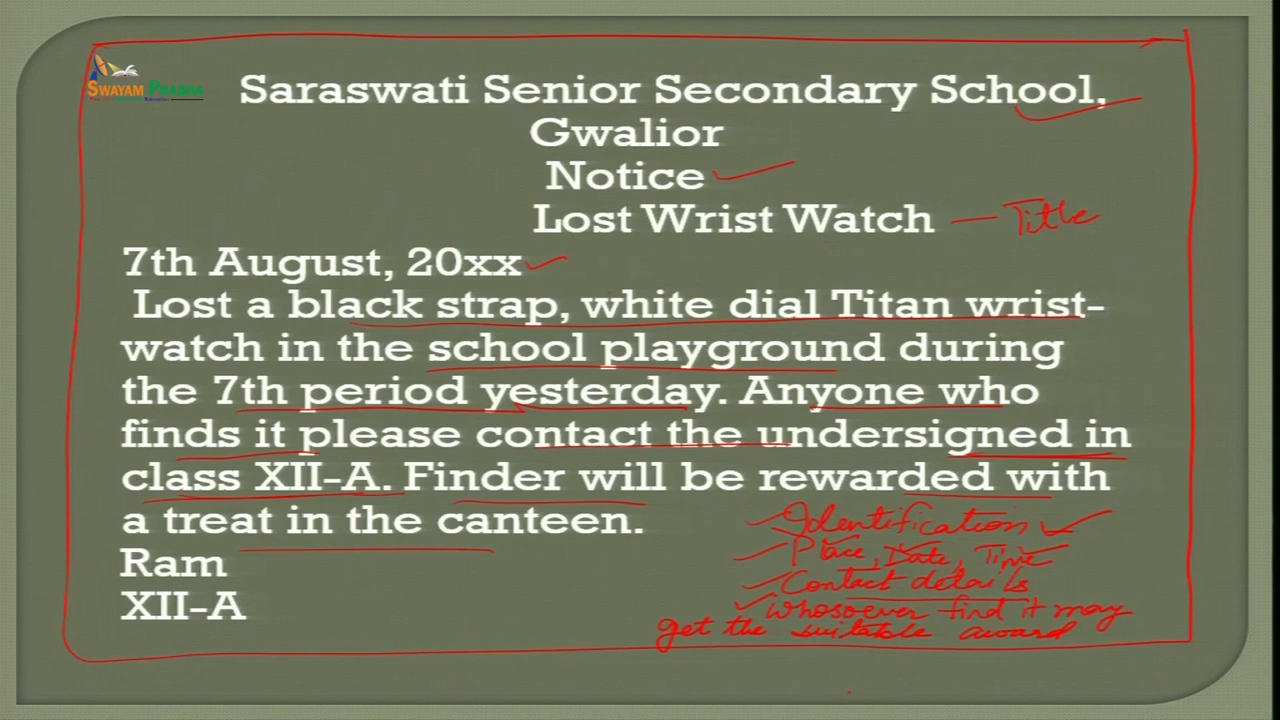 SWAYAM PRABHA
Saraswati Senior Secondary School,
Gwalior
Notice
Lost Wrist Watch — Title
7th August, 20xx
Lost a black strap, white dial Titan wrist-
watch in the school playground during
the 7th period yesterday. Anyone who
finds it please contact the undersigned in
class XII-A. Finder will be rewarded with
a treat in the canteen.
Ram
XII-A
Identification
Place, Date, Time
Contact details
Whosoever find it may
get the suitable award